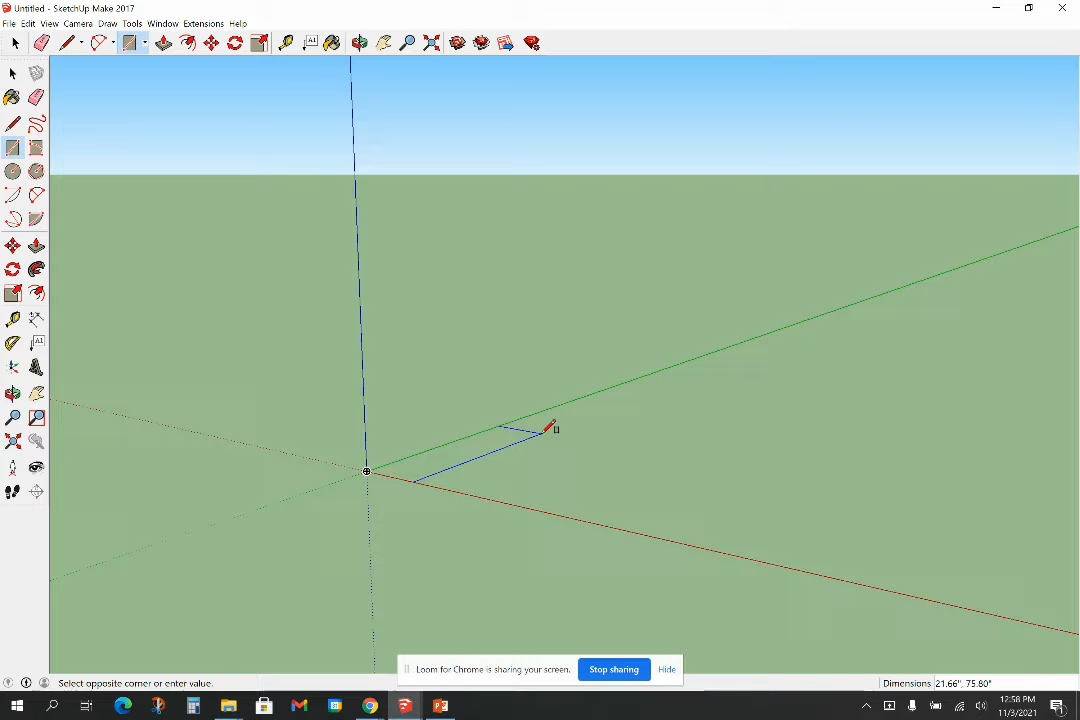 Untitled - SketchUp Make 2017
File Edit View Camera Draw Tools Window Extensions Help
A1
A1
Loom for Chrome is sharing your screen. Stop sharing Hide
Select opposite corner or enter value. Dimensions 21.66", 75.80"
12:58 PM
11/3/2021